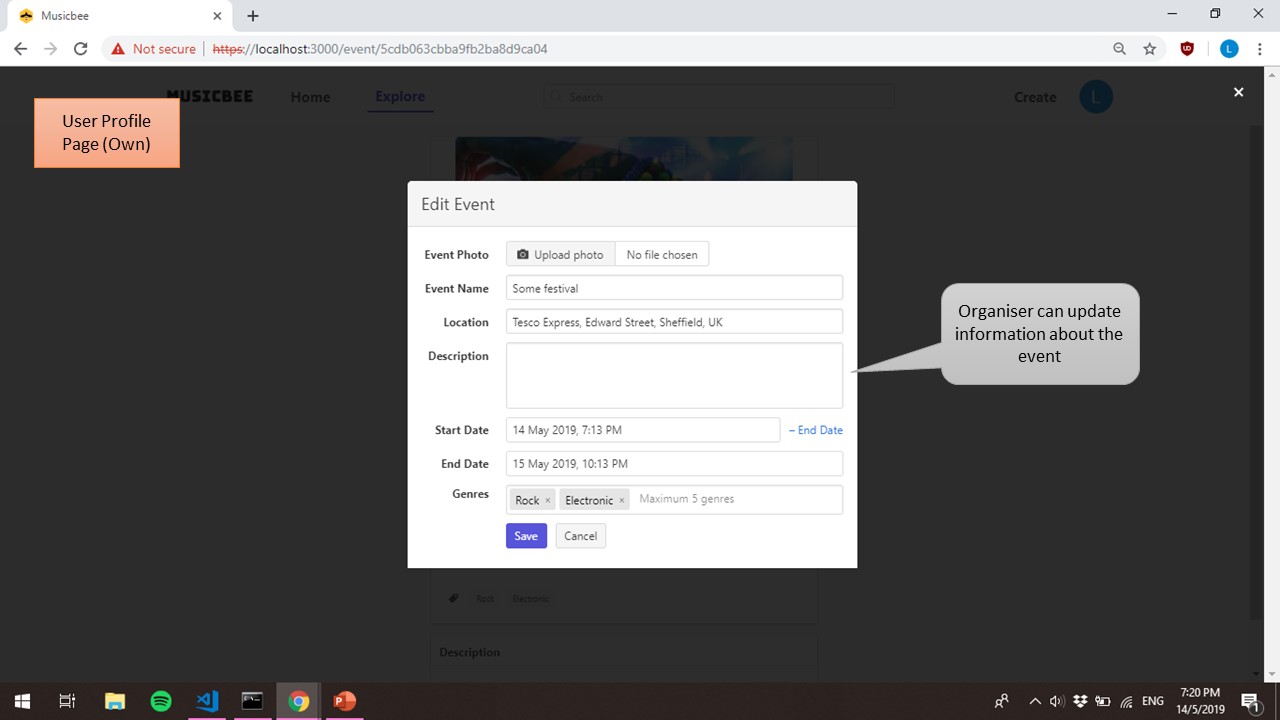 Musicbee
Not secure https://localhost:3000/event/5cdb063cbba9fb2ba8d9ca04 UD L
MUSICBEE Home Explore Search Create L
User Profile
Page (Own)
Edit Event
Event Photo Upload photo No file chosen
Event Name Some festival
Location Tesco Express, Edward Street, Sheffield, UK
Description
Organiser can update
information about the
event
Start Date 14 May 2019, 7:13 PM – End Date
End Date 15 May 2019, 10:13 PM
Genres Rock × Electronic × Maximum 5 genres
Save Cancel
Rock Electronic
Description
ENG 7:20 PM
14/5/2019 1